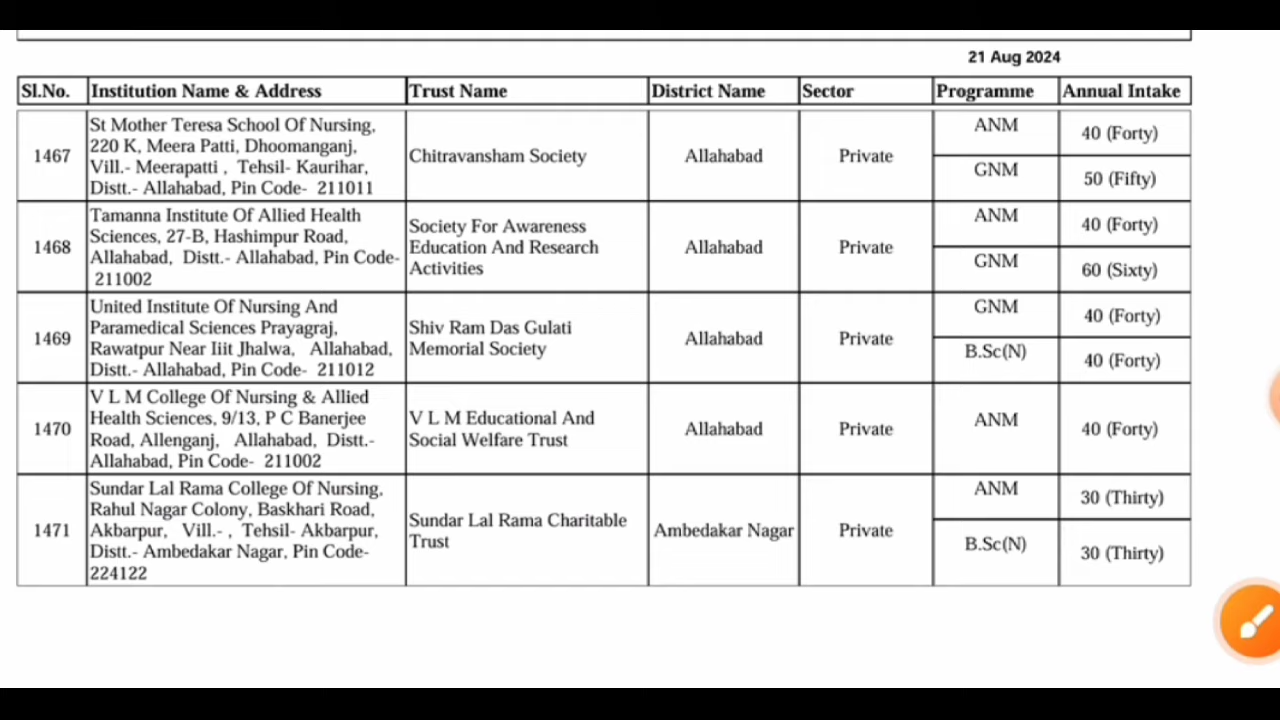 21 Aug 2024
Sl.No. Institution Name & Address Trust Name District Name Sector Programme Annual Intake
1467
St Mother Teresa School Of Nursing,
220 K, Meera Patti, Dhoomanganj,
Vill.- Meerapatti , Tehsil- Kaurihar,
Distt.- Allahabad, Pin Code- 211011
Chitravansham Society
Allahabad
Private
ANM
40 (Forty)
GNM
50 (Fifty)
1468
Tamanna Institute Of Allied Health
Sciences, 27-B, Hashimpur Road,
Allahabad, Distt.- Allahabad, Pin Code-
211002
Society For Awareness
Education And Research
Activities
Allahabad
Private
ANM
40 (Forty)
GNM
60 (Sixty)
1469
United Institute Of Nursing And
Paramedical Sciences Prayagraj,
Rawatpur Near Iiit Jhalwa, Allahabad,
Distt.- Allahabad, Pin Code- 211012
Shiv Ram Das Gulati
Memorial Society
Allahabad
Private
GNM
40 (Forty)
B.Sc(N)
40 (Forty)
1470
V L M College Of Nursing & Allied
Health Sciences, 9/13, P C Banerjee
Road, Allenganj, Allahabad, Distt.-
Allahabad, Pin Code- 211002
V L M Educational And
Social Welfare Trust
Allahabad
Private
ANM
40 (Forty)
1471
Sundar Lal Rama College Of Nursing,
Rahul Nagar Colony, Baskhari Road,
Akbarpur, Vill.- , Tehsil- Akbarpur,
Distt.- Ambedakar Nagar, Pin Code-
224122
Sundar Lal Rama Charitable
Trust
Ambedakar Nagar
Private
ANM
30 (Thirty)
B.Sc(N)
30 (Thirty)